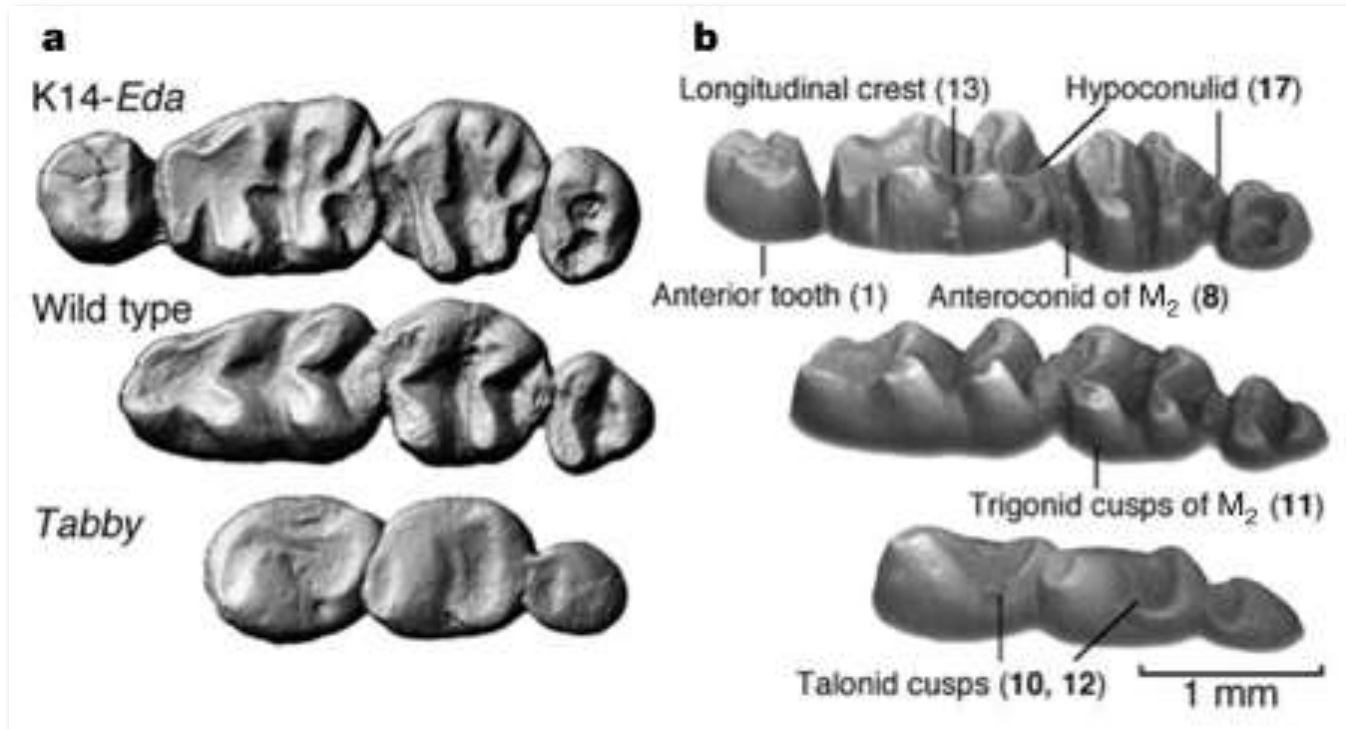 a
K14-Eda
Wild type
Tabby
b
Longitudinal crest (13)
Hypoconulid (17)
Anterior tooth (1)
Anteroconid of M2 (8)
Trigonid cusps of M2 (11)
Talonid cusps (10, 12)
1 mm